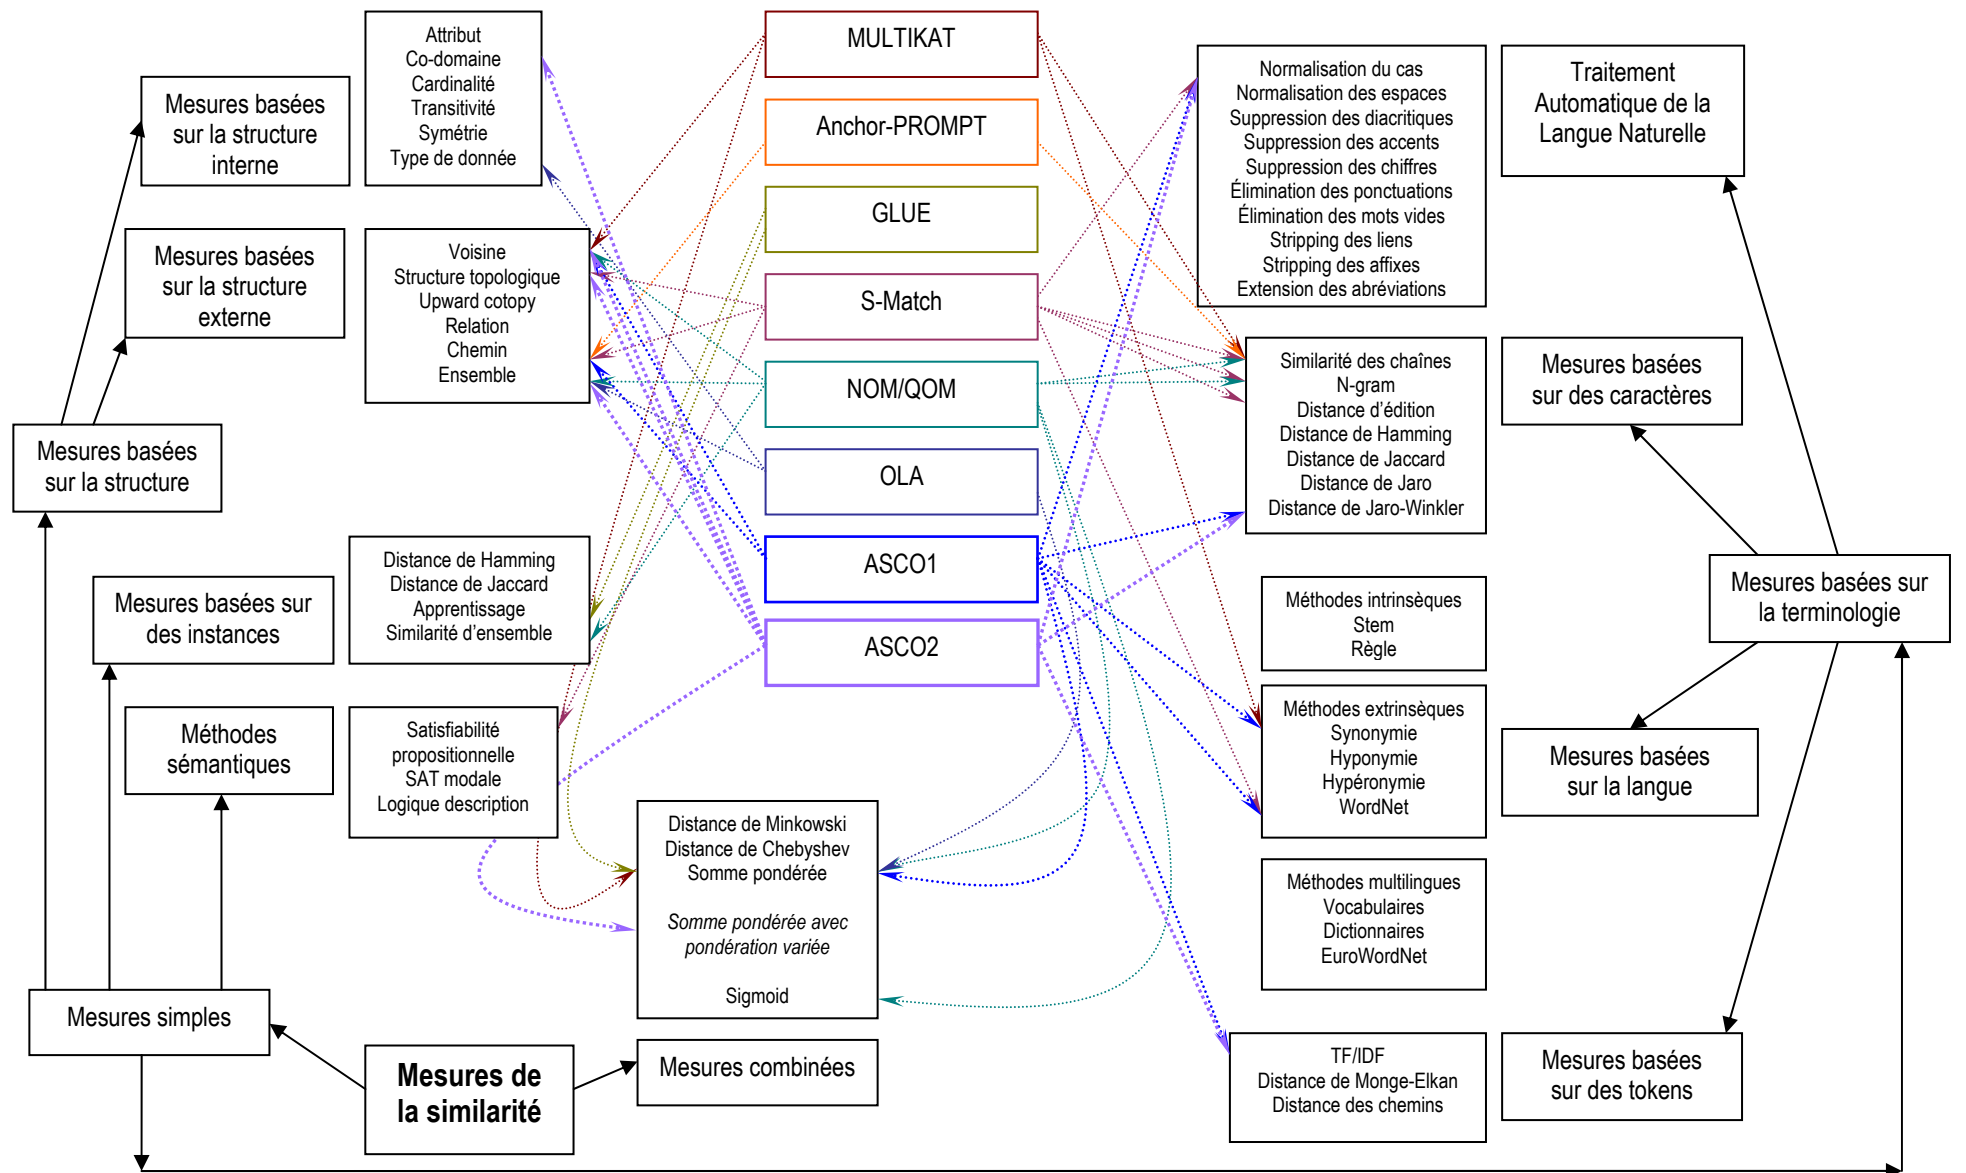 Attribut
Co-domaine
Cardinalité
Transitivité
Symétrie
Type de donnée
Mesures basées
sur la structure
interne
Mesures basées
sur la structure
externe
Voisine
Structure topologique
Upward cotopy
Relation
Chemin
Ensemble
Mesures basées
sur la structure
Distance de Hamming
Distance de Jaccard
Apprentissage
Similarité d'ensemble
Mesures basées sur
des instances
Méthodes
sémantiques
Satisfiabilité
propositionnelle
SAT modale
Logique description
Mesures simples
Mesures de
la similarité
MULTIKAT
Anchor-PROMPT
GLUE
S-Match
NOM/QOM
OLA
ASCO1
ASCO2
Distance de Minkowski
Distance de Chebyshev
Somme pondérée
Somme pondérée avec
pondération variée
Sigmoid
Mesures combinées
Normalisation du cas
Normalisation des espaces
Suppression des diacritiques
Suppression des accents
Suppression des chiffres
Élimination des ponctuations
Élimination des mots vides
Stripping des liens
Stripping des affixes
Extension des abréviations
Traitement
Automatique de la
Langue Naturelle
Similarité des chaînes
N-gram
Distance d'édition
Distance de Hamming
Distance de Jaccard
Distance de Jaro
Distance de Jaro-Winkler
Mesures basées
sur des caractères
Méthodes intrinsèques
Stem
Règle
Mesures basées sur
la terminologie
Méthodes extrinsèques
Synonymie
Hyponymie
Hypéronymie
WordNet
Mesures basées
sur la langue
Méthodes multilingues
Vocabulaires
Dictionnaires
EuroWordNet
TF/IDF
Distance de Monge-Elkan
Distance des chemins
Mesures basées
sur des tokens